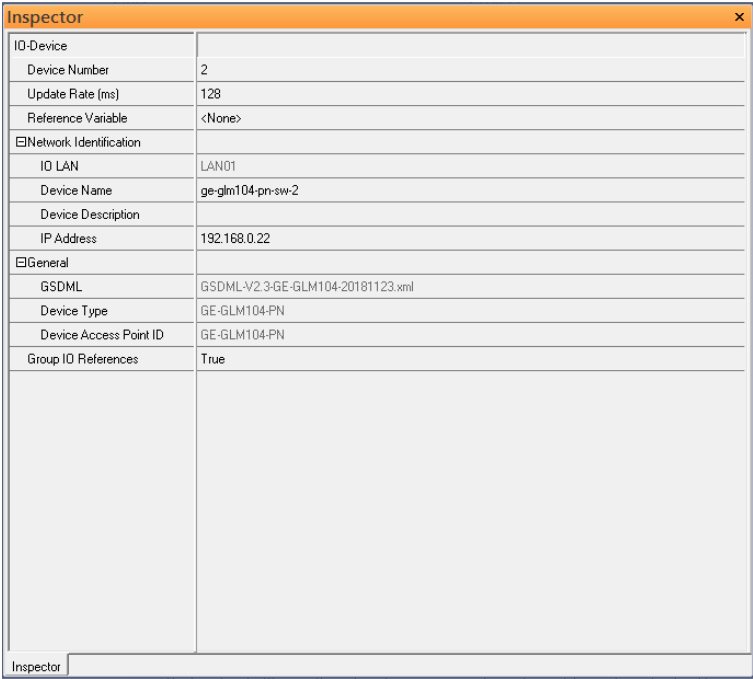 Inspector
IO-Device
Device Number 2
Update Rate (ms) 128
Reference Variable <None>
Network Identification
IO LAN LAN01
Device Name ge-glm104-pn-sw-2
Device Description
IP Address 192.168.0.22
General
GSDML GSDML-V2.3-GE-GLM104-20181123.xml
Device Type GE-GLM104-PN
Device Access Point ID GE-GLM104-PN
Group IO References True
Inspector